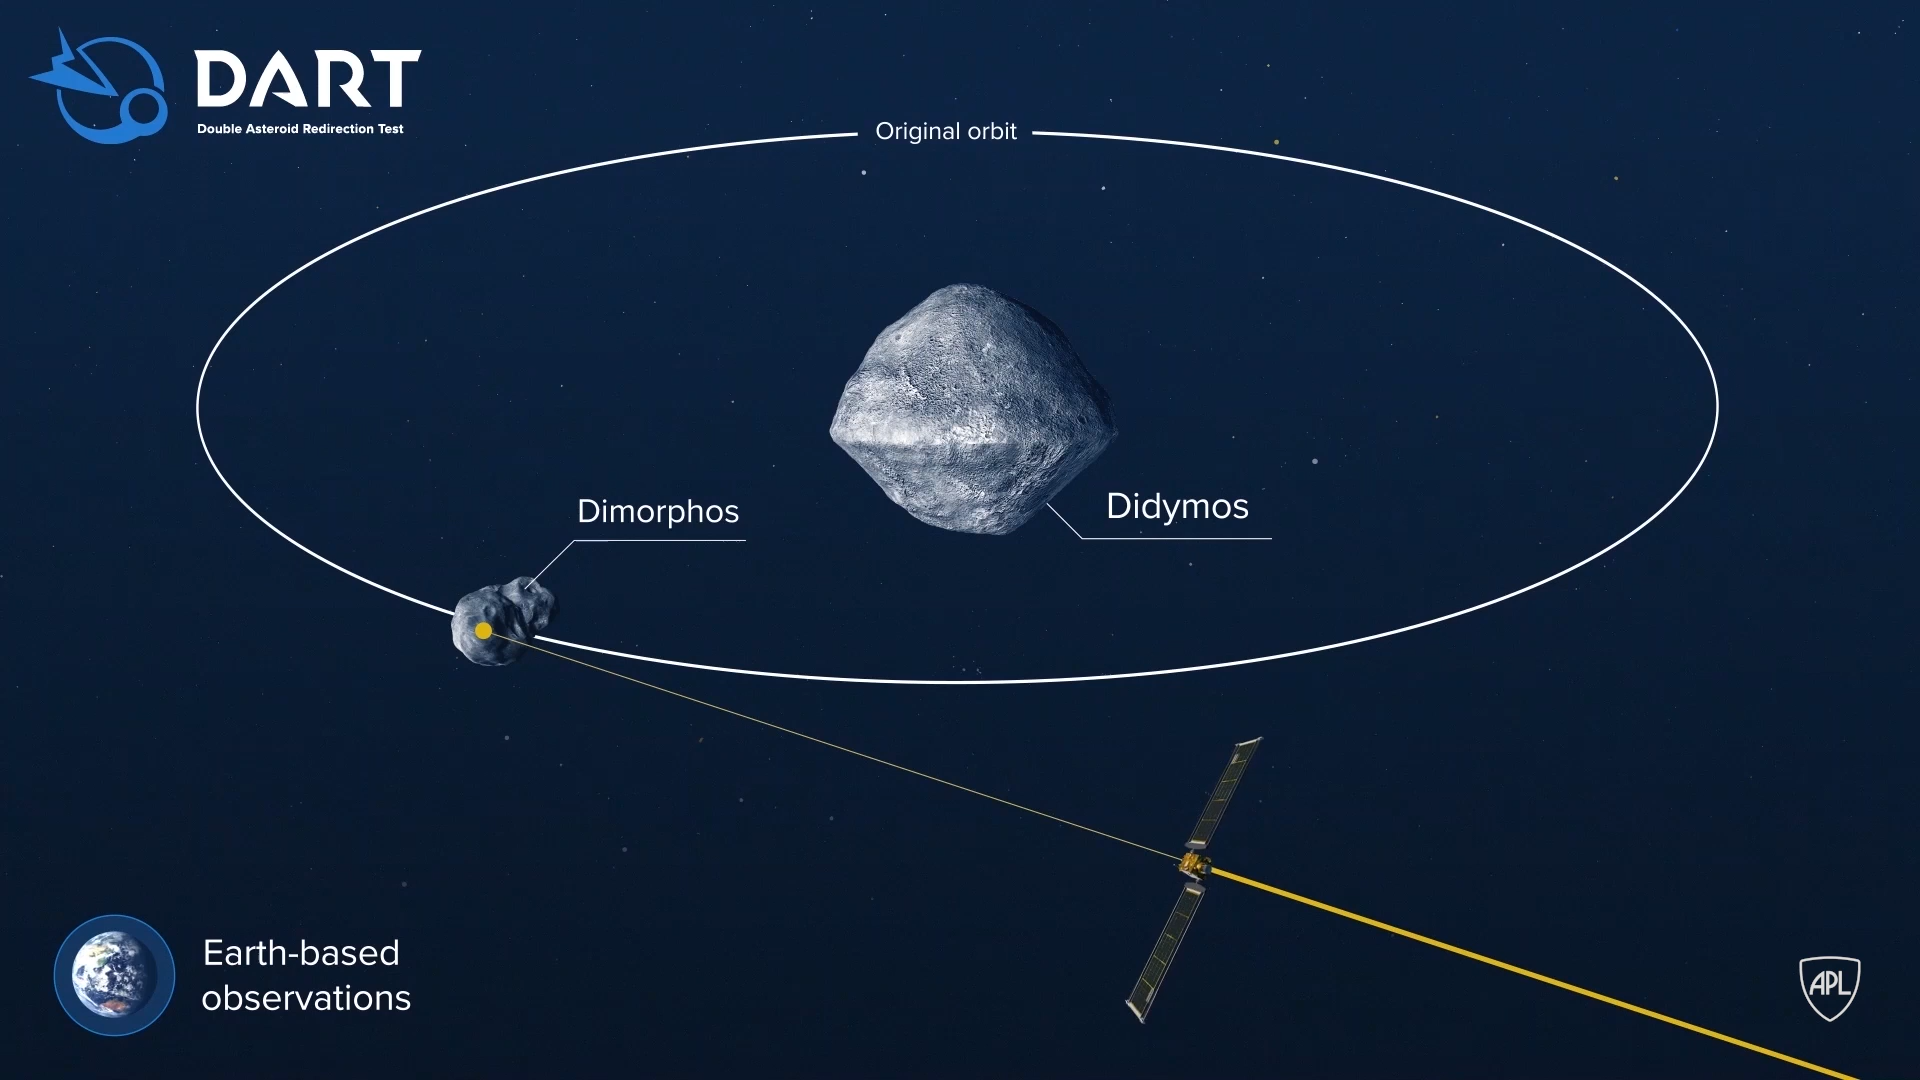 DART
Double Asteroid Redirection Test
Original orbit
Dimorphos
Didymos
Earth-based
observations
APL